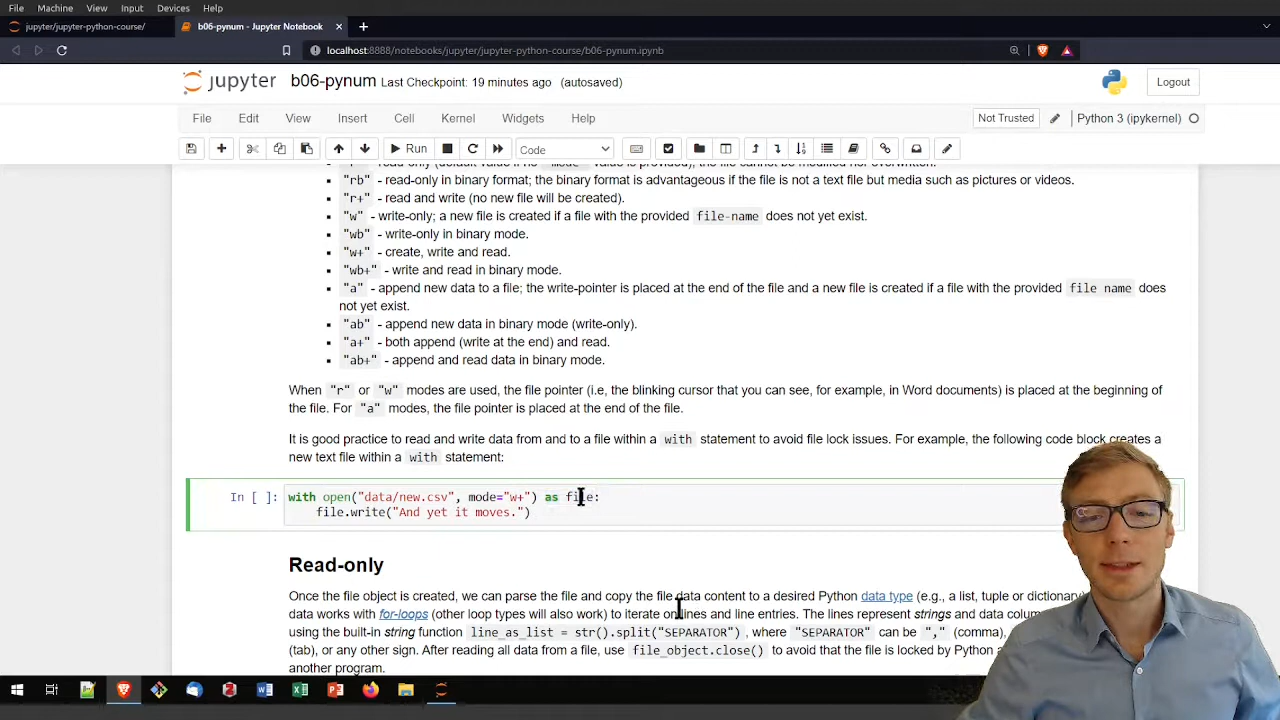 File Machine View Input Devices Help
jupyter/jupyter-python-course/ b06-pynum - Jupyter Notebook
localhost:8888/notebooks/jupyter/jupyter-python-course/b06-pynum.ipynb
jupyter b06-pynum Last Checkpoint: 19 minutes ago (autosaved) Logout
File Edit View Insert Cell Kernel Widgets Help Not Trusted Python 3 (ipykernel)
Run Code
"rb" - read-only in binary format; the binary format is advantageous if the file is not a text file but media such as pictures or videos.
"r+" - read and write (no new file will be created).
"w" - write-only; a new file is created if a file with the provided file-name does not yet exist.
"wb" - write-only in binary mode.
"w+" - create, write and read.
"wb+" - write and read in binary mode.
"a" - append new data to a file; the write-pointer is placed at the end of the file and a new file is created if a file with the provided file name does
not yet exist.
"ab" - append new data in binary mode (write-only).
"a+" - both append (write at the end) and read.
"ab+" - append and read data in binary mode.
When "r" or "w" modes are used, the file pointer (i.e, the blinking cursor that you can see, for example, in Word documents) is placed at the beginning of
the file. For "a" modes, the file pointer is placed at the end of the file.
It is good practice to read and write data from and to a file within a with statement to avoid file lock issues. For example, the following code block creates a
new text file within a with statement:
In [ ]: with open("data/new.csv", mode="w+") as file:
file.write("And yet it moves.")
Read-only
Once the file object is created, we can parse the file and copy the file data content to a desired Python data type (e.g., a list, tuple or dictionary)
data works with for-loops (other loop types will also work) to iterate on lines and line entries. The lines represent strings and data
using the built-in string function line_as_list = str().split("SEPARATOR") , where "SEPARATOR" can be "," (comma),
(tab), or any other sign. After reading all data from a file, use file_object.close() to avoid that the file is locked by Python
another program.